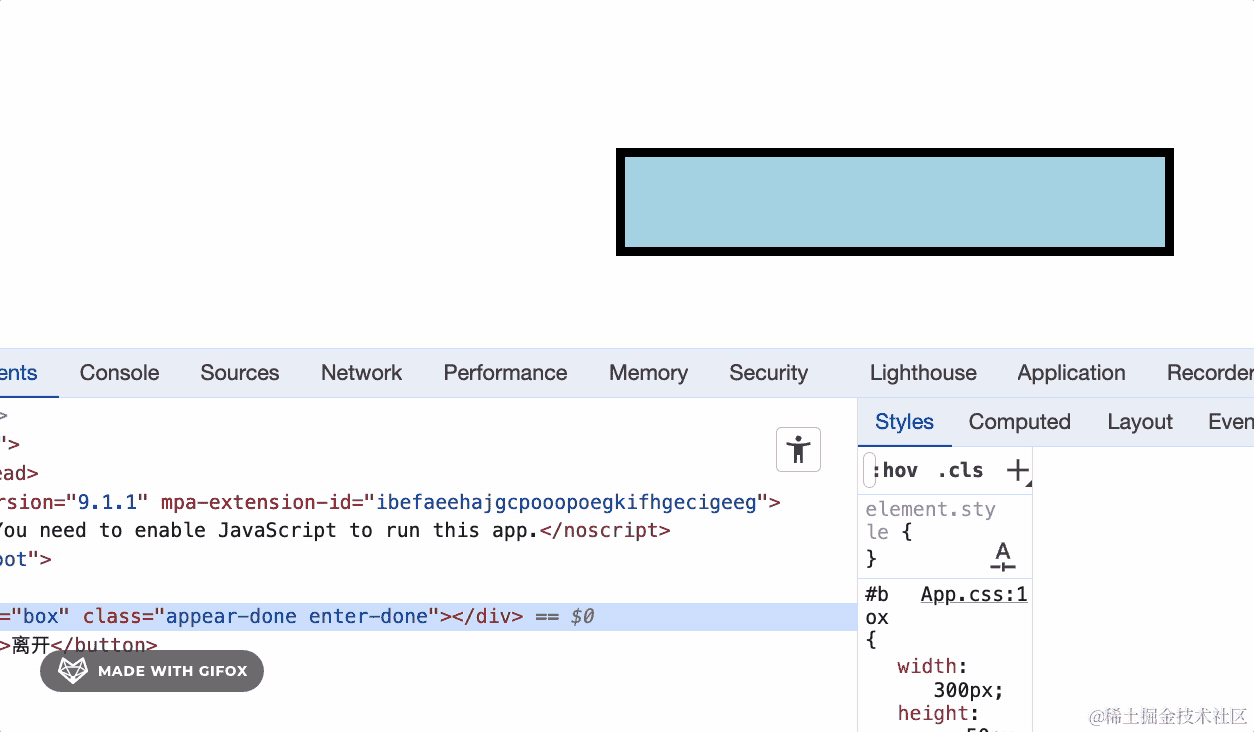 ents Console Sources Network Performance Memory Security Lighthouse Application Recorder
>
"> 
ead>
rsion="9.1.1" mpa-extension-id="ibefaeehajgcpooopoegkifhgecigeeg">
You need to enable JavaScript to run this app.</noscript>
oot">
="box" class="appear-done enter-done"></div> == $0
>离开</button>
MADE WITH GIFOX
Styles Computed Layout Even
:hov .cls
element.sty
le {
}
A
#b App.css:1
ox
{
width:
300px;
height:
@稀土掘金技术社区